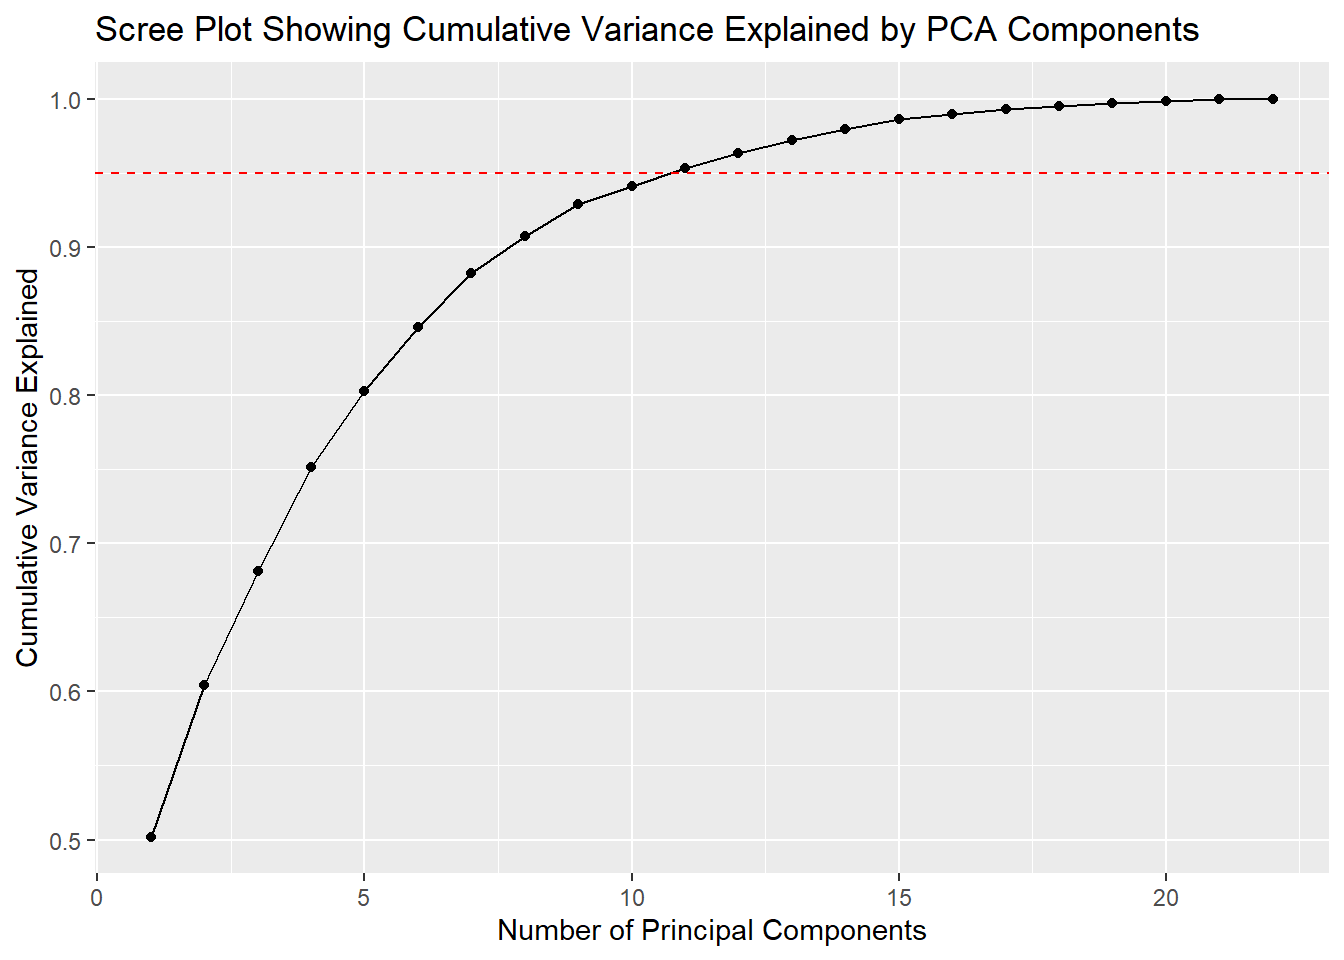 Scree Plot Showing Cumulative Variance Explained by PCA Components
1.0
0.9
0.8
0.7
0.6
0.5
Cumulative Variance Explained
0 5 10 15 20
Number of Principal Components